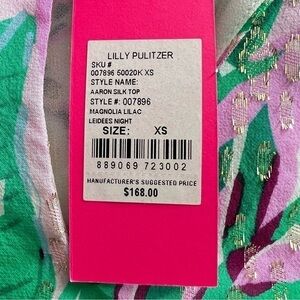 LILLY PULITZER
SKU #
007896 50020K XS
STYLE NAME:
AARON SILK TOP
STYLE #: 007896
MAGNOLIA LILAC
LEIDEES NIGHT
SIZE: XS
889069 723002
MANUFACTURER'S SUGGESTED PRICE
$168.00